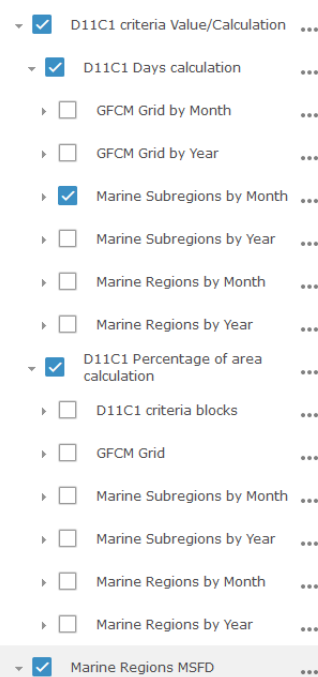 D11C1 criteria Value/Calculation
D11C1 Days calculation
GFCM Grid by Month
GFCM Grid by Year
Marine Subregions by Month
Marine Subregions by Year
Marine Regions by Month
Marine Regions by Year
D11C1 Percentage of area
calculation
D11C1 criteria blocks
GFCM Grid
Marine Subregions by Month
Marine Subregions by Year
Marine Regions by Month
Marine Regions by Year
Marine Regions MSFD